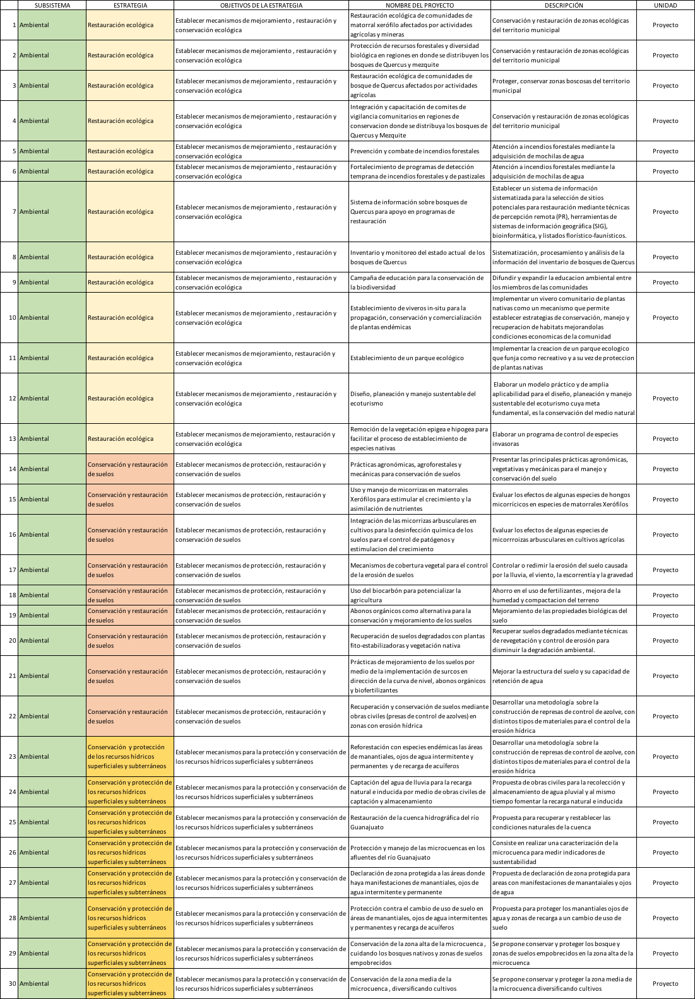 SUBSISTEMA ESTRATEGIA OBJETIVOS DE LA ESTRATEGIA NOMBRE DEL PROYECTO DESCRIPCIÓN UNIDAD
1 Ambiental
Restauración ecológica
Establecer mecanismos de mejoramiento , restauración y
conservación ecológica
Restauración ecológica de comunidades de
matorral xerófilo afectados por actividades
agrícolas y mineras
Conservación y restauración de zonas ecológicas
del territorio municipal
Proyecto
2 Ambiental
Restauración ecológica
Establecer mecanismos de mejoramiento , restauración y
conservación ecológica
Protección de recursos forestales y diversidad
biológica en regiones en donde se distribuyen los
bosques de Quercus y mezquite
Conservación y restauración de zonas ecológicas
del territorio municipal
Proyecto
3 Ambiental
Restauración ecológica
Establecer mecanismos de mejoramiento , restauración y
conservación ecológica
Restauración ecológica de comunidades de
bosque de Quercus afectados por actividades
agrícolas
Proteger, conservar zonas boscosas del territorio
municipal
Proyecto
4 Ambiental
Restauración ecológica
Establecer mecanismos de mejoramiento , restauración y
conservación ecológica
Integración y capacitación de comites de
vigilancia comunitarios en regiones de
conservacion donde se distribuya los bosques de
Quercus y Mezquite
Conservación y restauración de zonas ecológicas
del territorio municipal
Proyecto
5 Ambiental
Restauración ecológica
Establecer mecanismos de mejoramiento , restauración y
conservación ecológica
Prevención y combate de incendios forestales
Atención a incendios forestales mediante la
adquisición de mochilas de agua
Proyecto
6 Ambiental
Restauración ecológica
Establecer mecanismos de mejoramiento , restauración y
conservación ecológica
Fortalecimiento de programas de detección
temprana de incendios forestales y de pastizales
Atención a incendios forestales mediante la
adquisición de mochilas de agua
Proyecto
7 Ambiental
Restauración ecológica
Establecer mecanismos de mejoramiento , restauración y
conservación ecológica
Sistema de información sobre bosques de
Quercus para apoyo en programas de
restauración
Establecer un sistema de información
sistematizada para la selección de sitios
potenciales para restauración mediante técnicas
de percepción remota (PR), herramientas de
sistemas de información geográfica (SIG),
bioinformática, y listados florístico-faunísticos.
Proyecto
8 Ambiental
Restauración ecológica
Establecer mecanismos de mejoramiento , restauración y
conservación ecológica
Inventario y monitoreo del estado actual de los
bosques de Quercus
Sistematización, procesamiento y análisis de la
información del inventario de bosques de Quercus
Proyecto
9 Ambiental
Restauración ecológica
Establecer mecanismos de mejoramiento , restauración y
conservación ecológica
Campaña de educación para la conservación de
la biodiversidad
Difundir y expandir la educacion ambiental entre
los miembros de las comunidades
Proyecto
10 Ambiental
Restauración ecológica
Establecer mecanismos de mejoramiento , restauración y
conservación ecológica
Establecimiento de viveros in-situ para la
propagación, conservación y comercialización
de plantas endémicas
Implementar un vivero comunitario de plantas
nativas como un mecanismo que permite
establecer estrategias de conservación, manejo y
recuperacion de habitats mejorandolas
condiciones economicas de la comunidad
Proyecto
11 Ambiental
Restauración ecológica
Establecer mecanismos de mejoramiento, restauración y
conservación ecológica
Establecimiento de un parque ecológico
Implementar la creacion de un parque ecologico
que funja como recreativo y a su vez de proteccion
de plantas nativas
12 Ambiental
Restauración ecológica
Establecer mecanismos de mejoramiento , restauración y
conservación ecológica
Diseño, planeación y manejo sustentable del
ecoturismo
Elaborar un modelo práctico y de amplia
aplicabilidad para el diseño, planeación y manejo
sustentable del ecoturismo cuya meta
fundamental, es la conservación del medio natural
Proyecto
13 Ambiental
Restauración ecológica
Establecer mecanismos de mejoramiento, restauración y
conservación ecológica
Remoción de la vegetación epigea e hipogea para
facilitar el proceso de establecimiento de
especies nativas
Elaborar un programa de control de especies
invasoras
Proyecto
14 Ambiental
Conservación y restauración
de suelos
Establecer mecanismos de protección, restauración y
conservación de suelos
Prácticas agronómicas, agroforestales y
mecánicas para conservación de suelos
Presentar las principales prácticas agronómicas,
vegetativas y mecánicas para el manejo y
conservación del suelo
Proyecto
15 Ambiental
Conservación y restauración
de suelos
Establecer mecanismos de protección, restauración y
conservación de suelos
Uso y manejo de micorrizas en matorrales
Xerófilos para estimular el crecimiento y la
asimilación de nutrientes
Evaluar los efectos de algunas especies de hongos
micorrícicos en especies de matorrales Xerófilos
Proyecto
16 Ambiental
Conservación y restauración
de suelos
Establecer mecanismos de protección, restauración y
conservación de suelos
Integración de las micorrizas arbusculares en
cultivos para la desinfección química de los
suelos para el control de patógenos y
estimulacion del crecimiento
Evaluar los efectos de algunas especies de
micorrroizas arbusculares en cultivos agrícolas
Proyecto
17 Ambiental
Conservación y restauración
de suelos
Establecer mecanismos de protección, restauración y
conservación de suelos
Mecanismos de cobertura vegetal para el control
de la erosión de suelos
Controlar o redimir la erosión del suelo causada
por la lluvia, el viento, la escorrentía y la gravedad
Proyecto
18 Ambiental
Conservación y restauración
de suelos
Establecer mecanismos de protección, restauración y
conservación de suelos
Uso del biocarbón para potencializar la
agricultura
Ahorro en el uso de fertilizantes , mejora de la
humedad y compactacion del terreno
Proyecto
19 Ambiental
Conservación y restauración
de suelos
Establecer mecanismos de protección, restauración y
conservación de suelos
Abonos orgánicos como alternativa para la
conservación y mejoramiento de los suelos
Mejoramiento de las propiedades biológicas del
suelo
Proyecto
20 Ambiental
Conservación y restauración
de suelos
Establecer mecanismos de protección, restauración y
conservación de suelos
Recuperación de suelos degradados con plantas
fito-estabilizadoras y vegetación nativa
Recuperar suelos degradados mediante técnicas
de revegetación y control de erosión para
disminuir la degradación ambiental.
Proyecto
21 Ambiental
Conservación y restauración
de suelos
Establecer mecanismos de protección, restauración y
conservación de suelos
Prácticas de mejoramiento de los suelos por
medio de la implementación de surcos en
dirección de la curva de nivel, abonos orgánicos
y biofertilizantes
Mejorar la estructura del suelo y su capacidad de
retención de agua
Proyecto
22 Ambiental
Conservación y restauración
de suelos
Establecer mecanismos de protección, restauración y
conservación de suelos
Recuperación y conservación de suelos mediante
obras civiles (presas de control de azolves) en
zonas con erosión hídrica
Desarrollar una metodología sobre la
construcción de represas de control de azolve, con
distintos tipos de materiales para el control de la
erosión hídrica
Proyecto
23 Ambiental
Conservación y protección
de los recursos hídricos
superficiales y subterráneos
Establecer mecanismos para la protección y conservación de
los recursos hídricos superficiales y subterráneos
Reforestación con especies endémicas las áreas
de manantiales, ojos de agua intermitente y
permanentes y de recarga de acuíferos
Desarrollar una metodología sobre la
construcción de represas de control de azolve, con
distintos tipos de materiales para el control de la
erosión hídrica
Proyecto
24 Ambiental
Conservación y protección de
los recursos hídricos
superficiales y subterráneos
Establecer mecanismos para la protección y conservación de
los recursos hídricos superficiales y subterráneos
Captación del agua de lluvia para la recarga
natural e inducida por medio de obras civiles de
captación y almacenamiento
Propuesta de obras civiles para la recolección y
almacenamiento de agua pluvial y al mismo
tiempo fomentar la recarga natural e inducida
Proyecto
25 Ambiental
Conservación y protección de
los recursos hídricos
superficiales y subterráneos
Establecer mecanismos para la protección y conservación de
los recursos hídricos superficiales y subterráneos
Restauración de la cuenca hidrográfica del río
Guanajuato
Propuesta para recuperar y restablecer las
condiciones naturales de la cuenca
Proyecto
26 Ambiental
Conservación y protección de
los recursos hídricos
superficiales y subterráneos
Establecer mecanismos para la protección y conservación de
los recursos hídricos superficiales y subterráneos
Protección y manejo de las microcuencas en los
afluentes del río Guanajuato
Consiste en realizar una caracterización de la
microcuenca para medir indicadores de
sustentabilidad
Proyecto
27 Ambiental
Conservación y protección de
los recursos hídricos
superficiales y subterráneos
Establecer mecanismos para la protección y conservación de
los recursos hídricos superficiales y subterráneos
Declaración de zona protegida a las áreas donde
haya manifestaciones de manantiales, ojos de
agua intermitente y permanente
Propuesta de declaración de zona protegida para
areas con manifestaciones de manantaiales y ojos
de agua
Proyecto
28 Ambiental
Conservación y protección de
los recursos hídricos
superficiales y subterráneos
Establecer mecanismos para la protección y conservación de
los recursos hídricos superficiales y subterráneos
Protección contra el cambio de uso de suelo en
áreas de manantiales, ojos de agua intermitentes
y permanentes y recarga de acuíferos
Propuesta para proteger los manantiales ojos de
agua y zonas de recarga a un cambio de uso de
suelo
Proyecto
29 Ambiental
Conservación y protección de
los recursos hídricos
superficiales y subterráneos
Establecer mecanismos para la protección y conservación de
los recursos hídricos superficiales y subterráneos
Conservación de la zona alta de la microcuenca ,
cuidando los bosques nativos y zonas de suelos
empobrecidos
Se propone conservar y proteger los bosque y
zonas de suelos empobrecidos en la zona alta de la
microcuenca
Proyecto
30 Ambiental
Conservación y protección de
los recursos hídricos
superficiales y subterráneos
Establecer mecanismos para la protección y conservación de
los recursos hídricos superficiales y subterráneos
Conservación de la zona media de la
microcuenca , diversificando cultivos
Se propone conservar y proteger la zona media de
la microcuenca diversificando cultivos
Proyecto